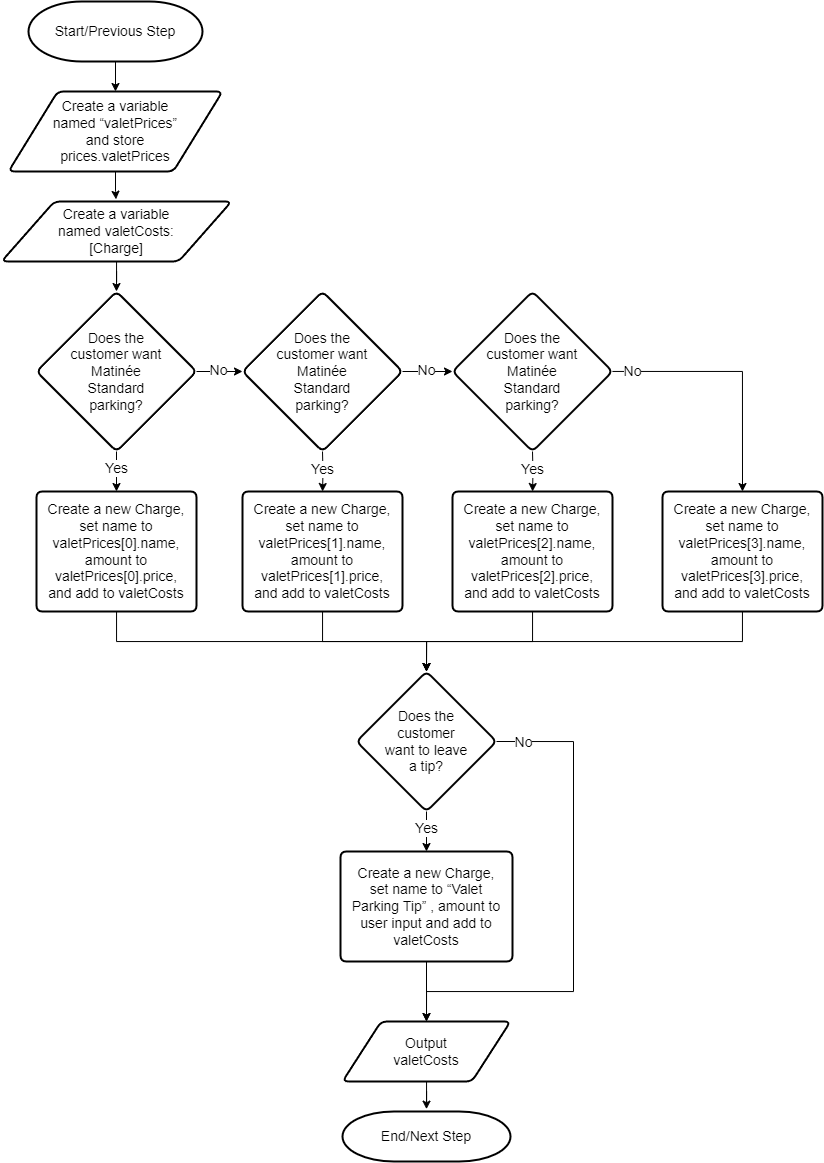 Start/Previous Step
Create a variable
named “valetPrices”
and store
prices.valetPrices
Create a variable
named valetCosts:
[Charge]
Does the
customer want
Matinée
Standard
parking?
No
Does the
customer want
Matinée
Standard
parking?
No
Does the
customer want
Matinée
Standard
parking?
No
Yes
Yes
Yes
Create a new Charge,
set name to
valetPrices[0].name,
amount to
valetPrices[0].price,
and add to valetCosts
Create a new Charge,
set name to
valetPrices[1].name,
amount to
valetPrices[1].price,
and add to valetCosts
Create a new Charge,
set name to
valetPrices[2].name,
amount to
valetPrices[2].price,
and add to valetCosts
Create a new Charge,
set name to
valetPrices[3].name,
amount to
valetPrices[3].price,
and add to valetCosts
Does the
customer
want to leave
a tip?
No
Yes
Create a new Charge,
set name to “Valet
Parking Tip” , amount to
user input and add to
valetCosts
Output
valetCosts
End/Next Step